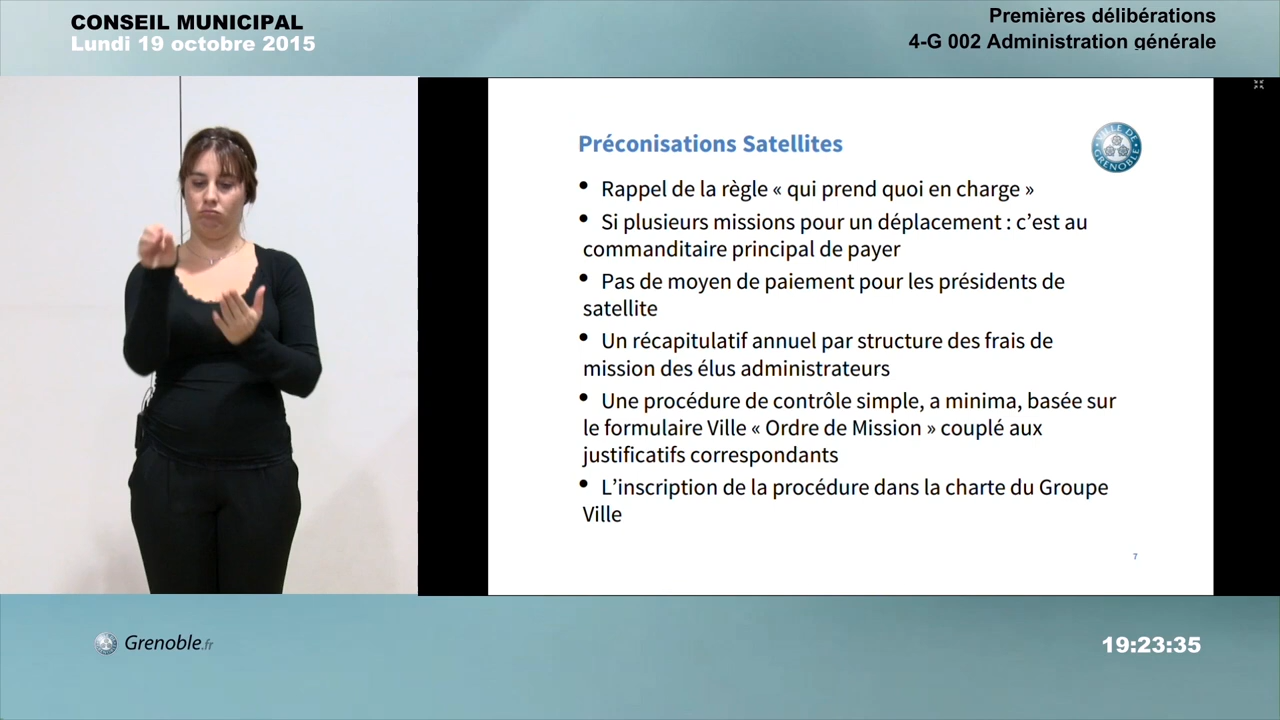 CONSEIL MUNICIPAL
Lundi 19 octobre 2015
Premières délibérations
4-G 002 Administration générale
Préconisations Satellites
VILLE DE
GRENOBLE
• Rappel de la règle « qui prend quoi en charge »
• Si plusieurs missions pour un déplacement : c’est au
commanditaire principal de payer
• Pas de moyen de paiement pour les présidents de
satellite
• Un récapitulatif annuel par structure des frais de
mission des élus administrateurs
• Une procédure de contrôle simple, a minima, basée sur
le formulaire Ville « Ordre de Mission » couplé aux
justificatifs correspondants
• L’inscription de la procédure dans la charte du Groupe
Ville
7
Grenoble.fr
19:23:35